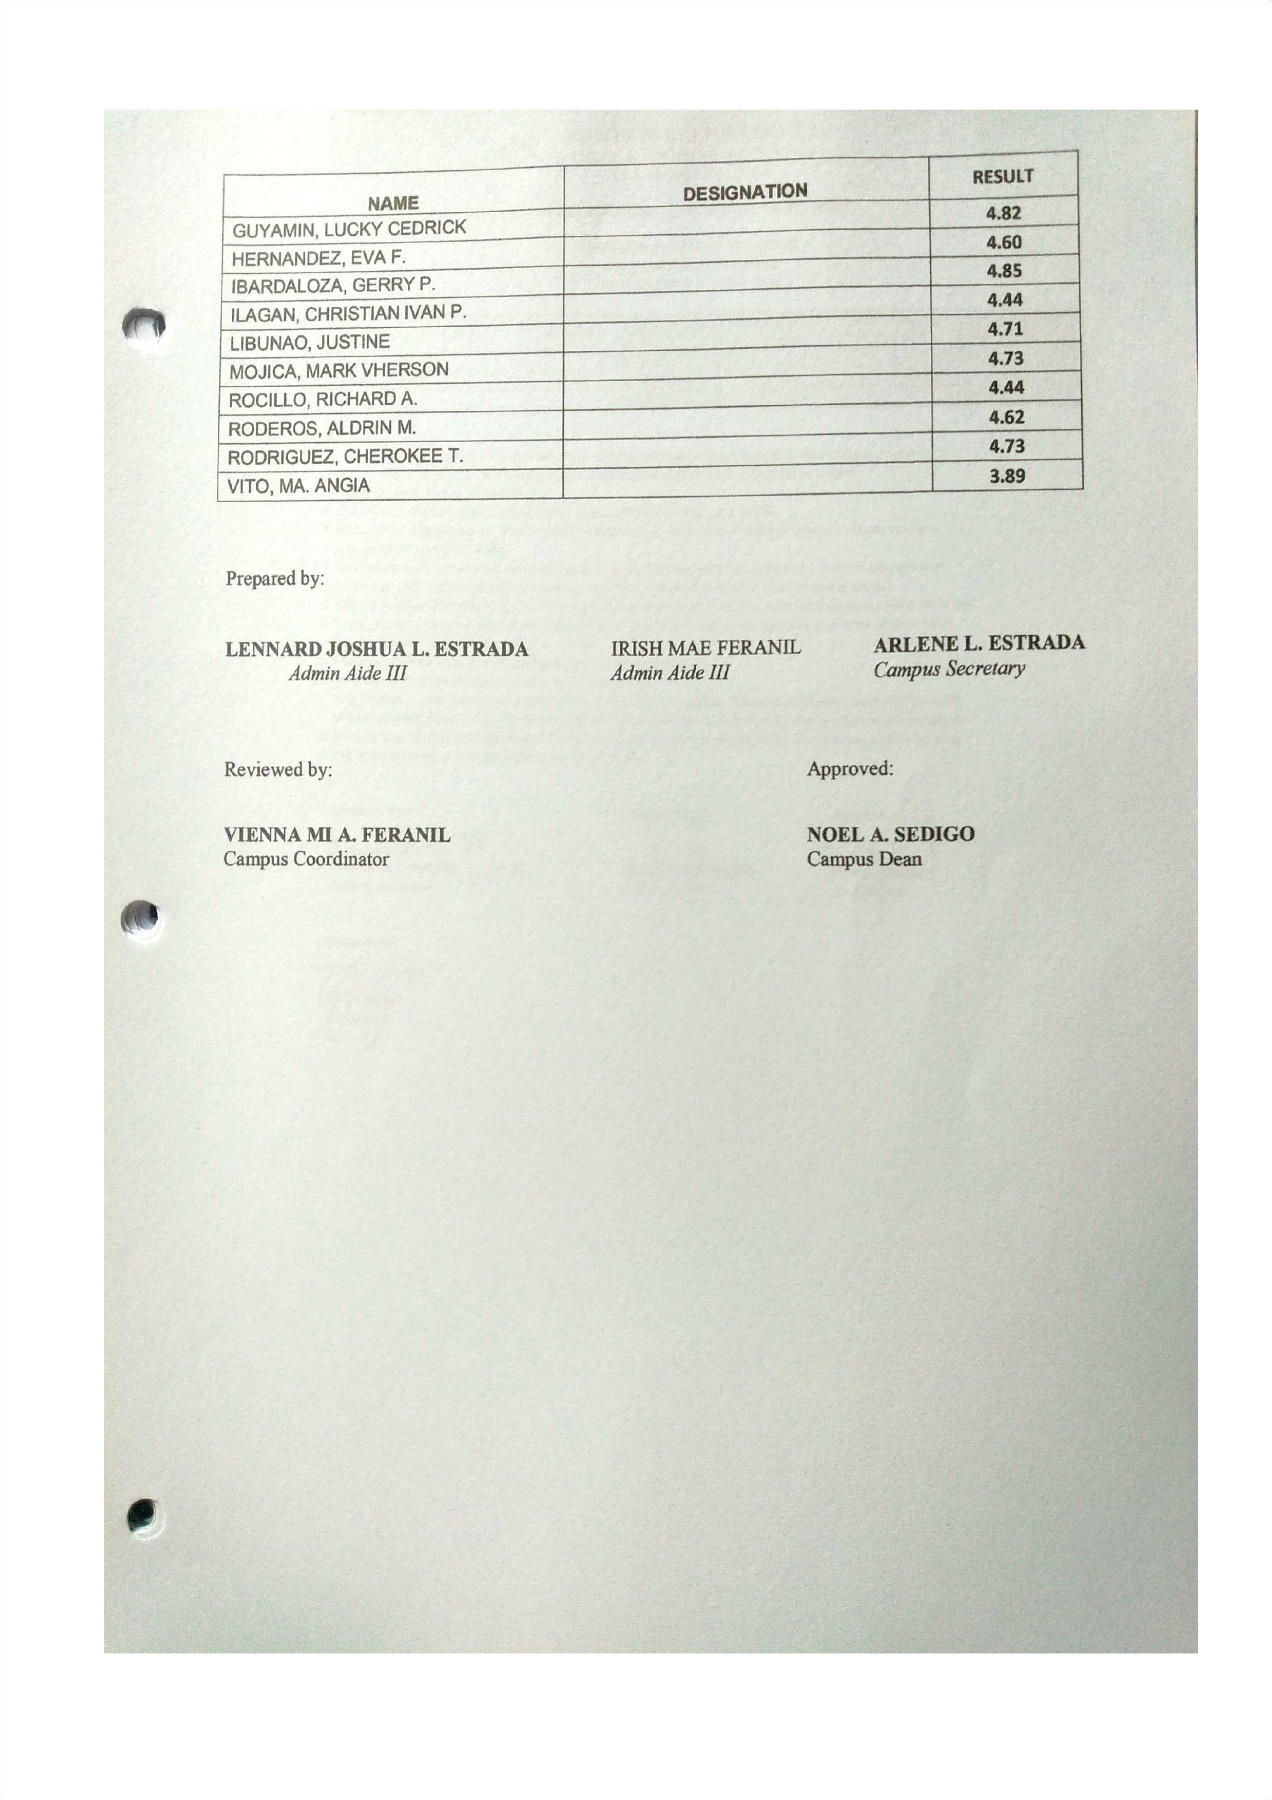 NAME DESIGNATION RESULT
GUYAMIN, LUCKY CEDRICK 4.82
HERNANDEZ, EVA F. 4.60
IBARDALOZA, GERRY P. 4.85
ILAGAN, CHRISTIAN IVAN P. 4.44
LIBUNAO, JUSTINE 4.71
MOJICA, MARK VHERSON 4.73
ROCILLO, RICHARD A. 4.44
RODEROS, ALDRIN M. 4.62
RODRIGUEZ, CHEROKEE T. 4.73
VITO, MA. ANGIA 3.89
Prepared by:
LENNARD JOSHUA L. ESTRADA IRISH MAE FERANIL ARLENE L. ESTRADA
Admin Aide III Admin Aide III Campus Secretary
Reviewed by: Approved:
VIENNA MI A. FERANIL NOEL A. SEDIGO
Campus Coordinator Campus Dean